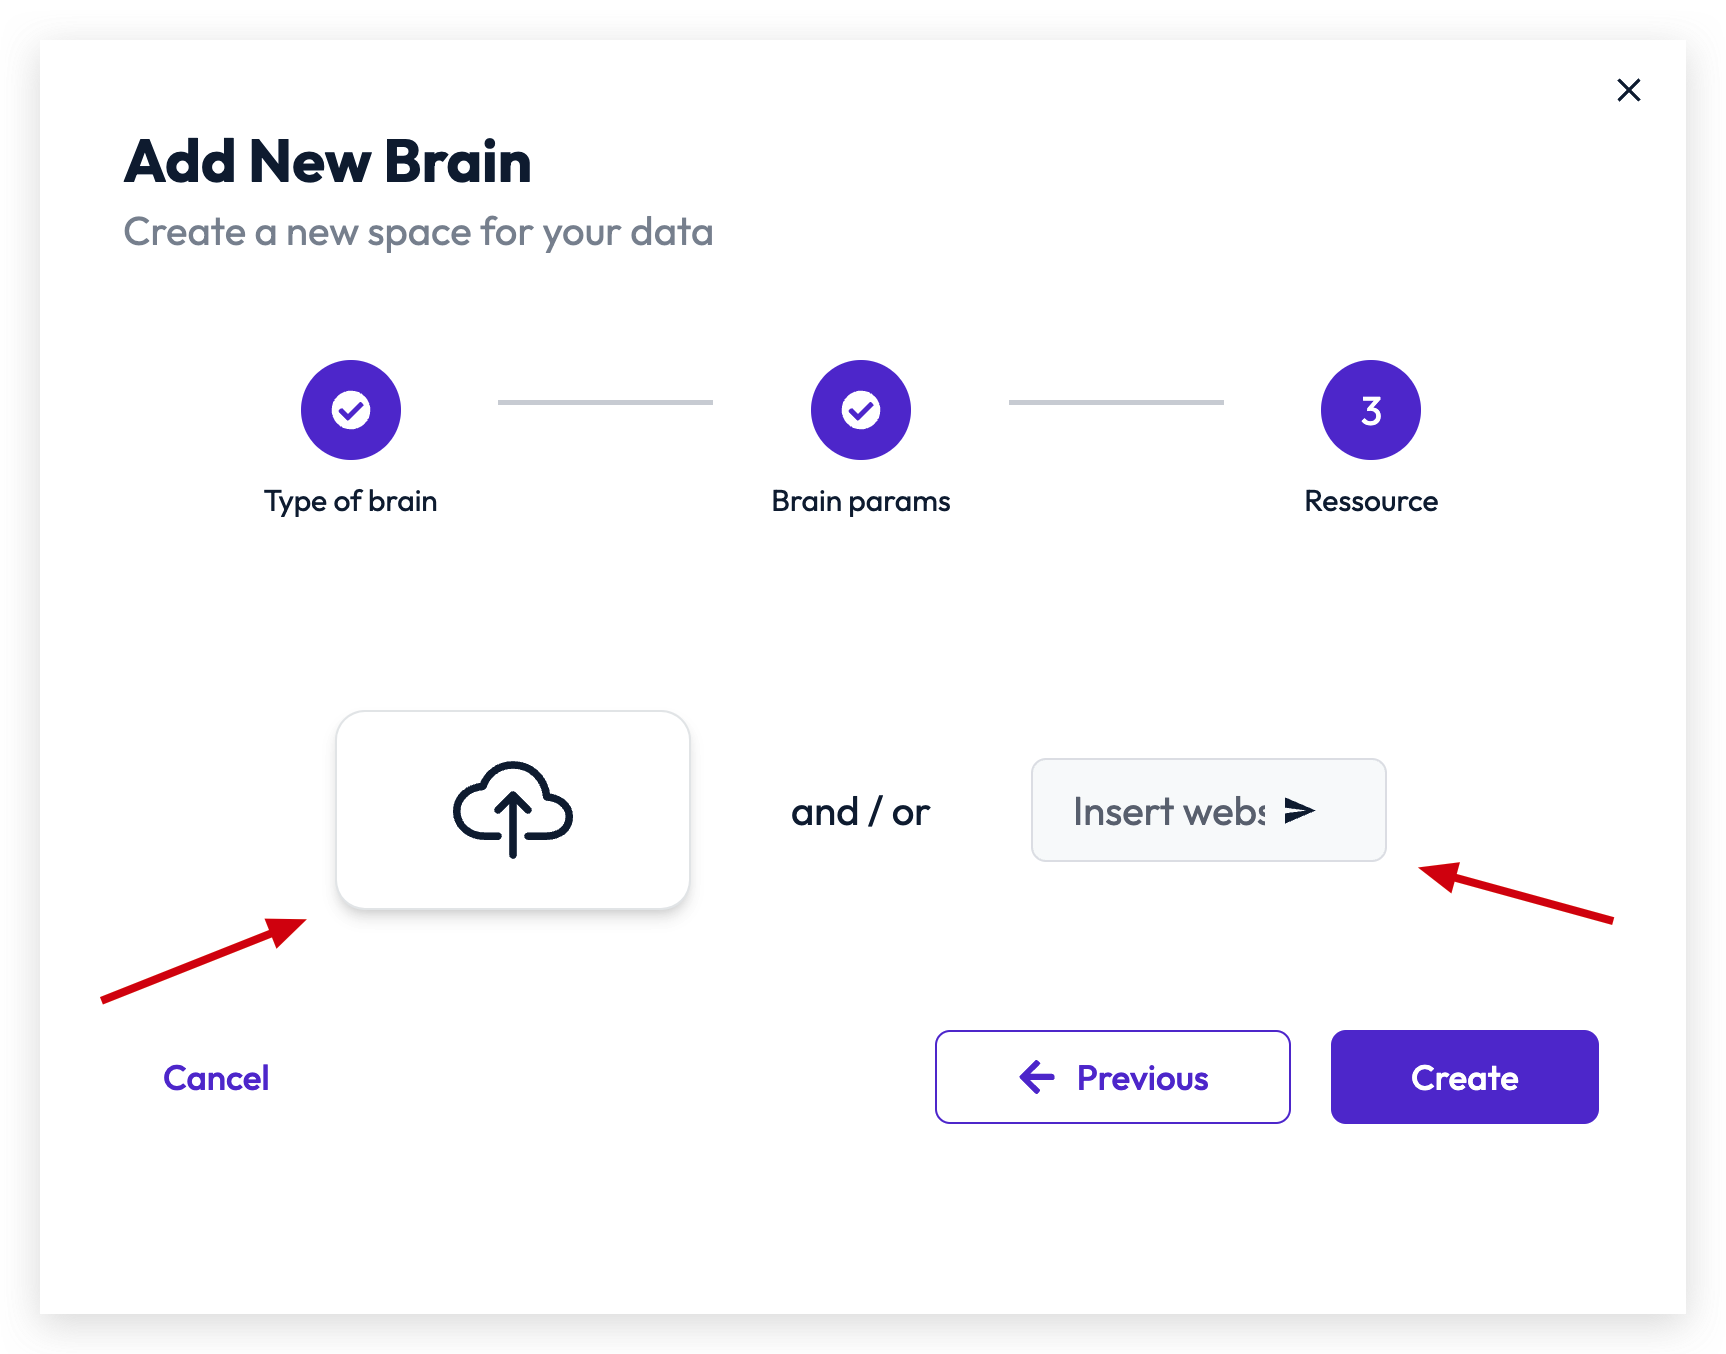 Add New Brain
Create a new space for your data
3
Type of brain
Brain params
Ressource
and / or
Insert webs
Cancel
Previous
Create